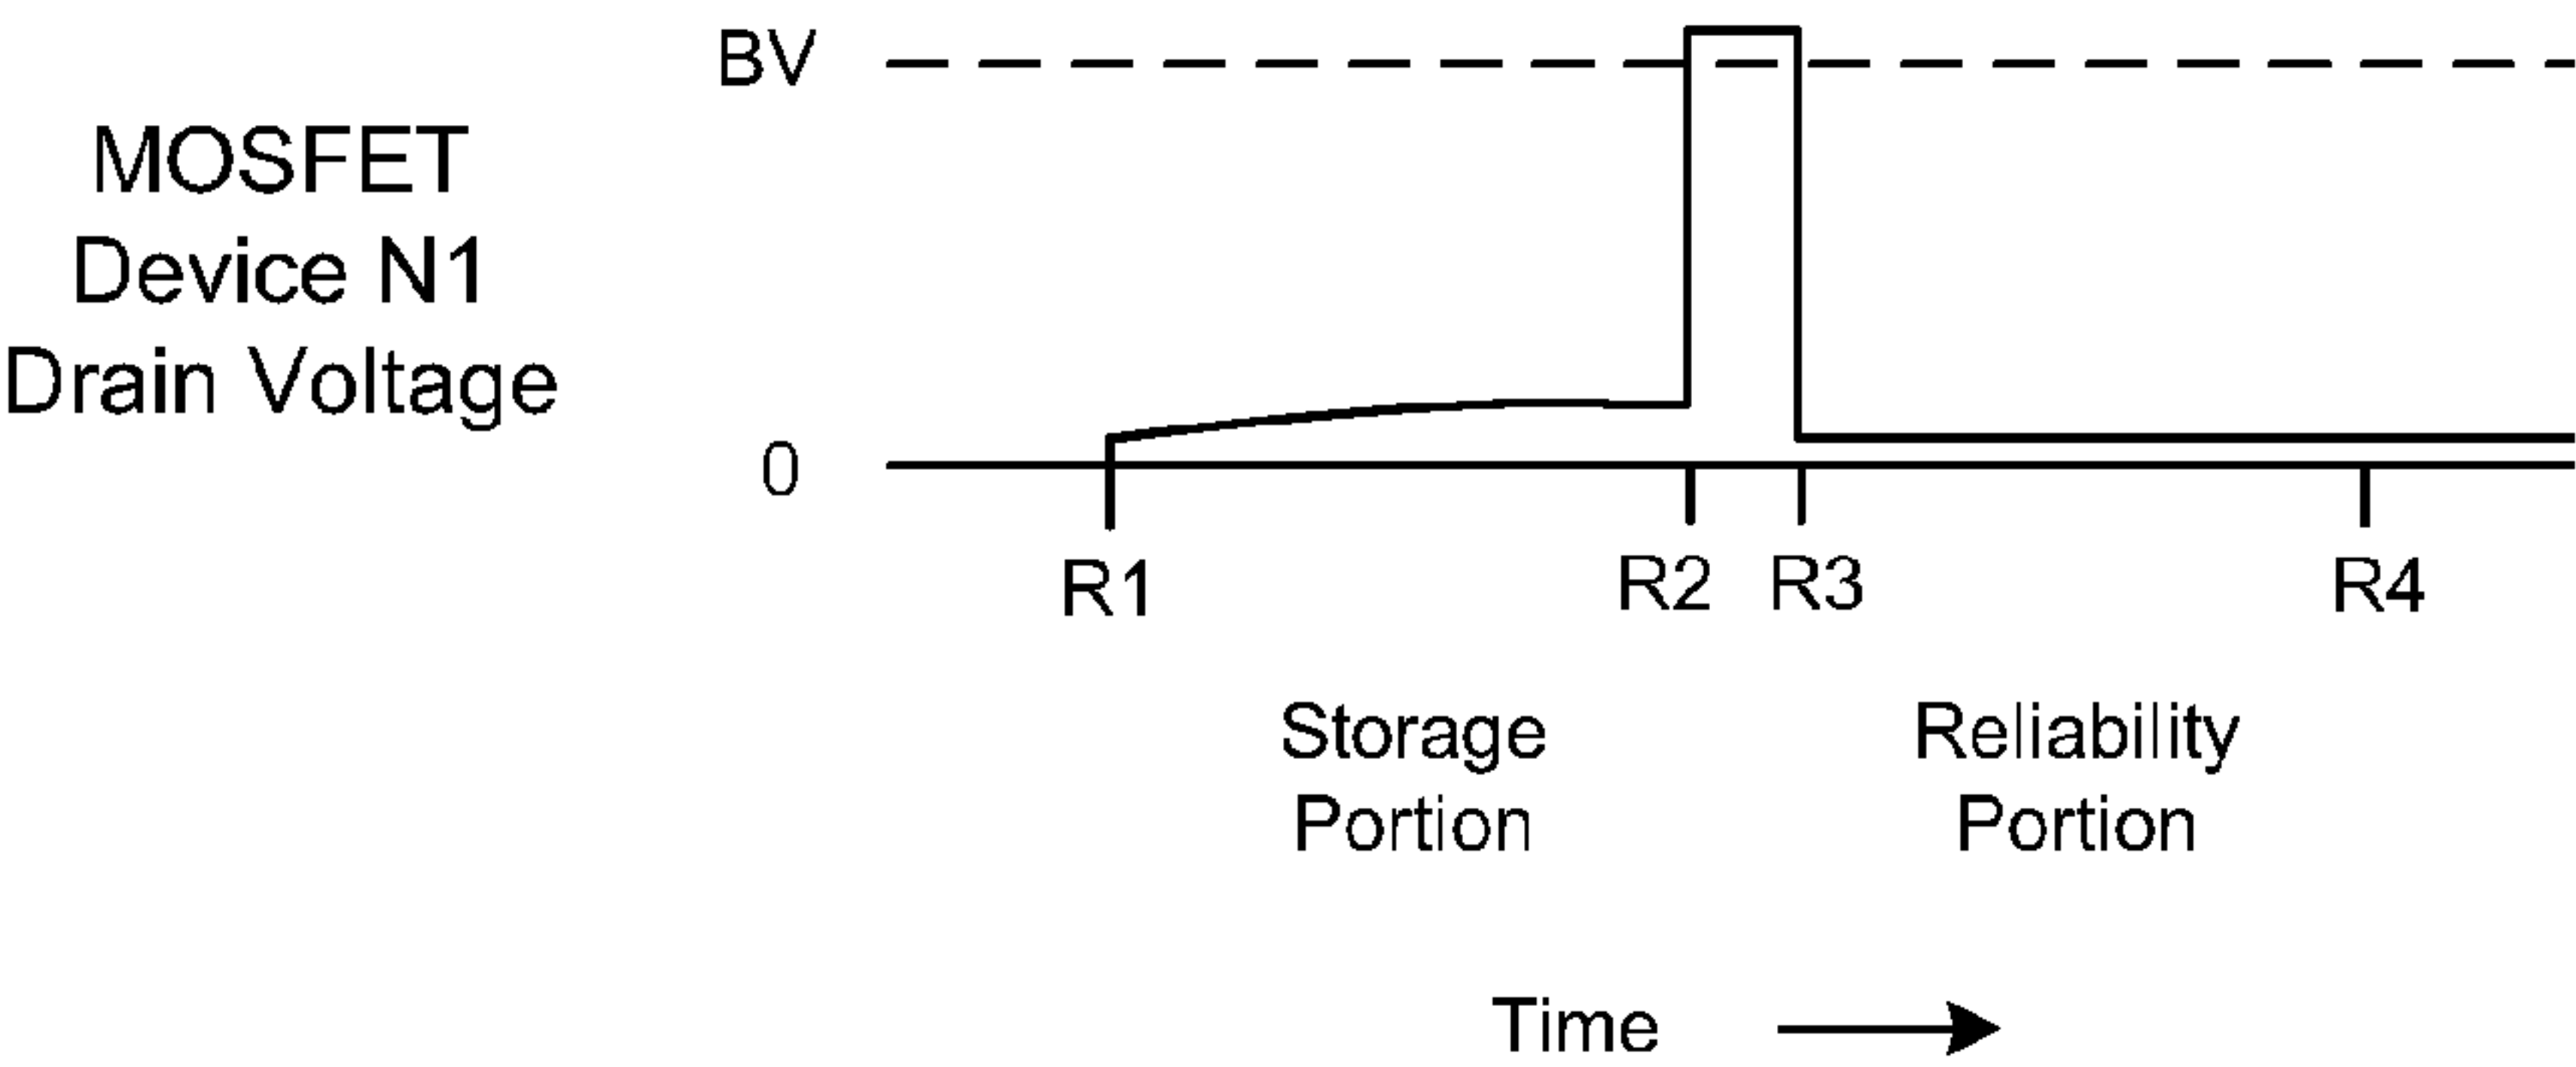 BV
MOSFET
Device N1
Drain Voltage
0
R1
R2
R3
R4
Storage
Portion
Reliability
Portion
Time